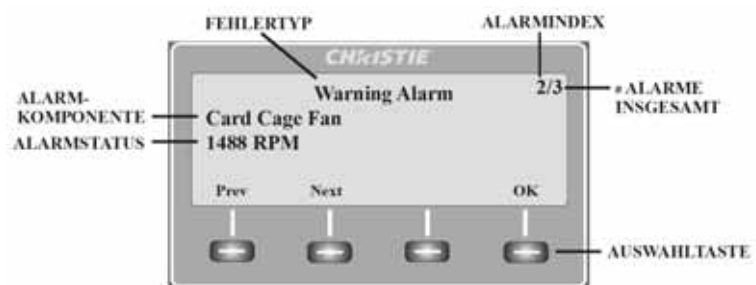 FEHLERTYP
ALARMINDEX
CHRISTIE
Warning Alarm
2/3
# ALARME
INSGESAMT
ALARM-
KOMPONENTE
Card Cage Fan
ALARMSTATUS
1488 RPM
Prev Next OK
AUSWAHLTASTE